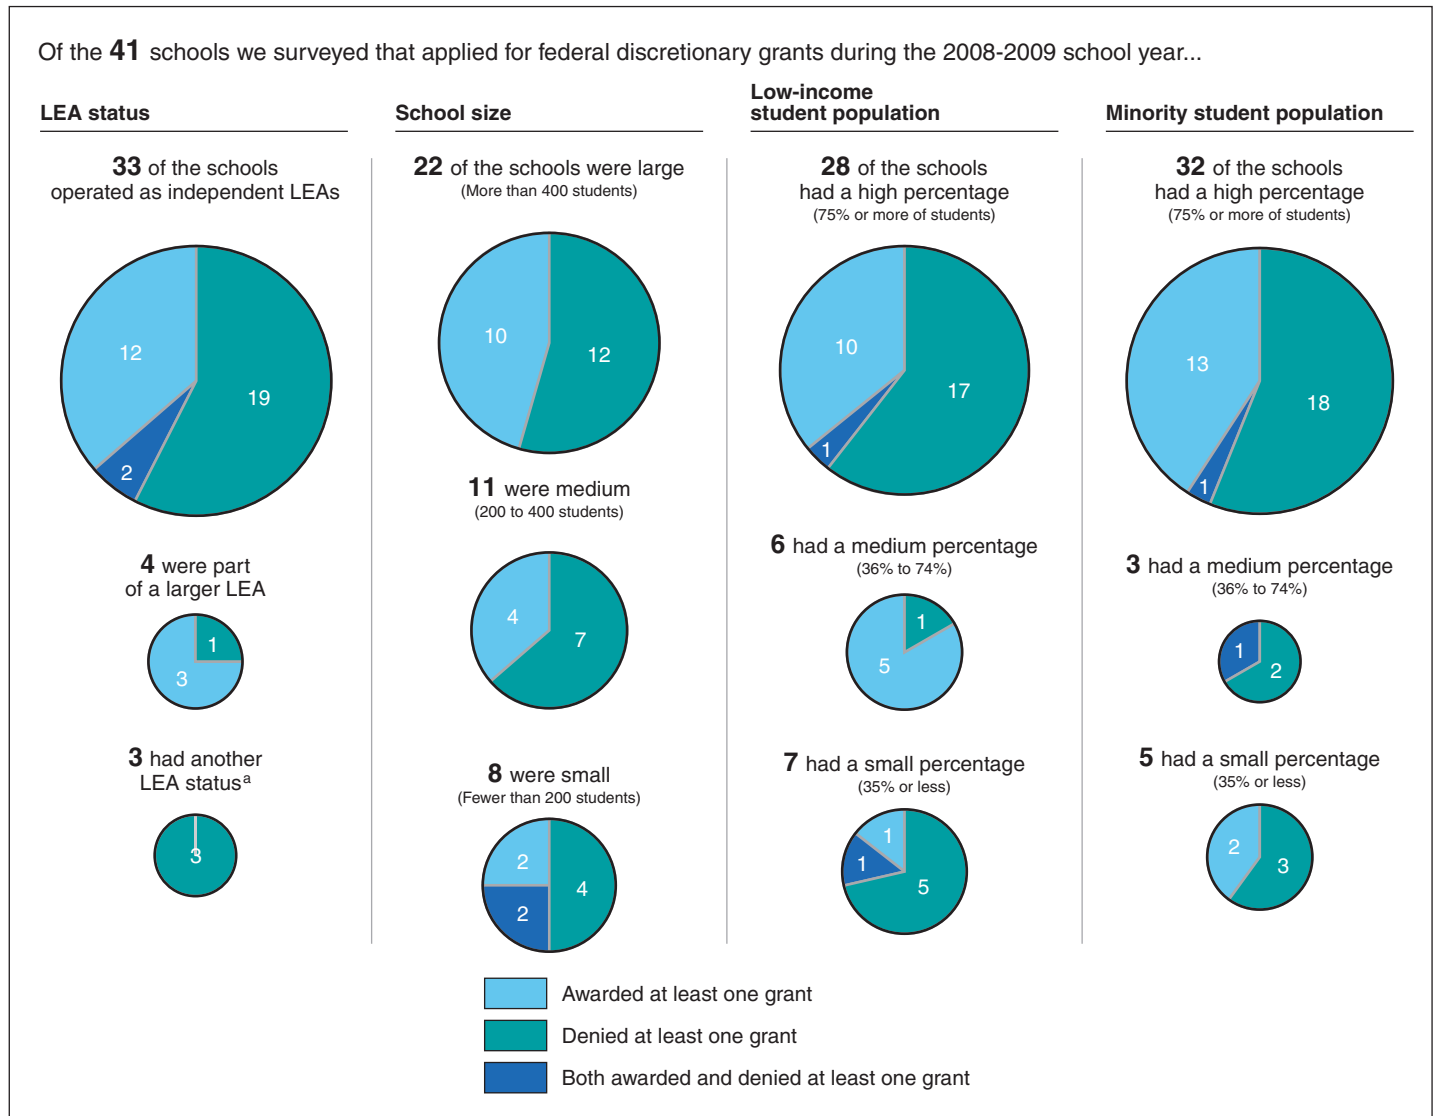 Of the 41 schools we surveyed that applied for federal discretionary grants during the 2008-2009 school year...
LEA status
33 of the schools
operated as independent LEAs
12
19
2
4 were part
of a larger LEA
1
3
3 had another
LEA statusᵃ
3
School size
22 of the schools were large
(More than 400 students)
10
12
11 were medium
(200 to 400 students)
4
7
8 were small
(Fewer than 200 students)
2
4
2
Low-income
student population
28 of the schools
had a high percentage
(75% or more of students)
10
17
1
6 had a medium percentage
(36% to 74%)
1
5
7 had a small percentage
(35% or less)
1
1
5
Minority student population
32 of the schools
had a high percentage
(75% or more of students)
13
18
1
3 had a medium percentage
(36% to 74%)
1
2
5 had a small percentage
(35% or less)
2
3
Awarded at least one grant
Denied at least one grant
Both awarded and denied at least one grant